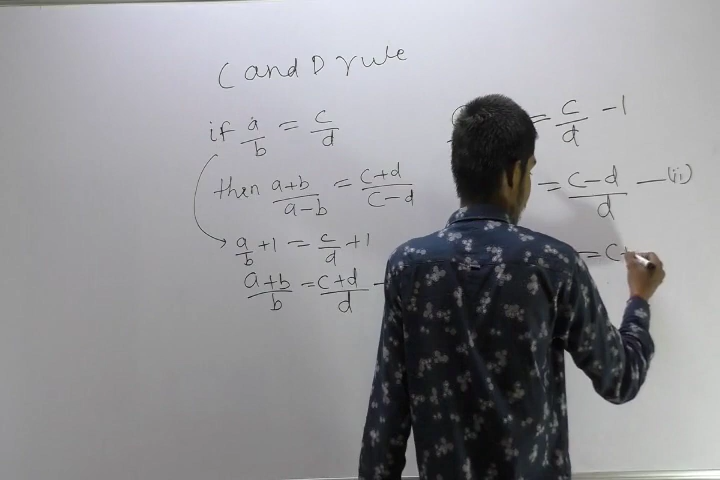 C and D rule
if a/b = c/d
then a+b/a-b = c+d/c-d
a/b +1 = c/d +1
a+b/b = c+d/d -
= c/d -1
= c-d/d —(ii)
= c+